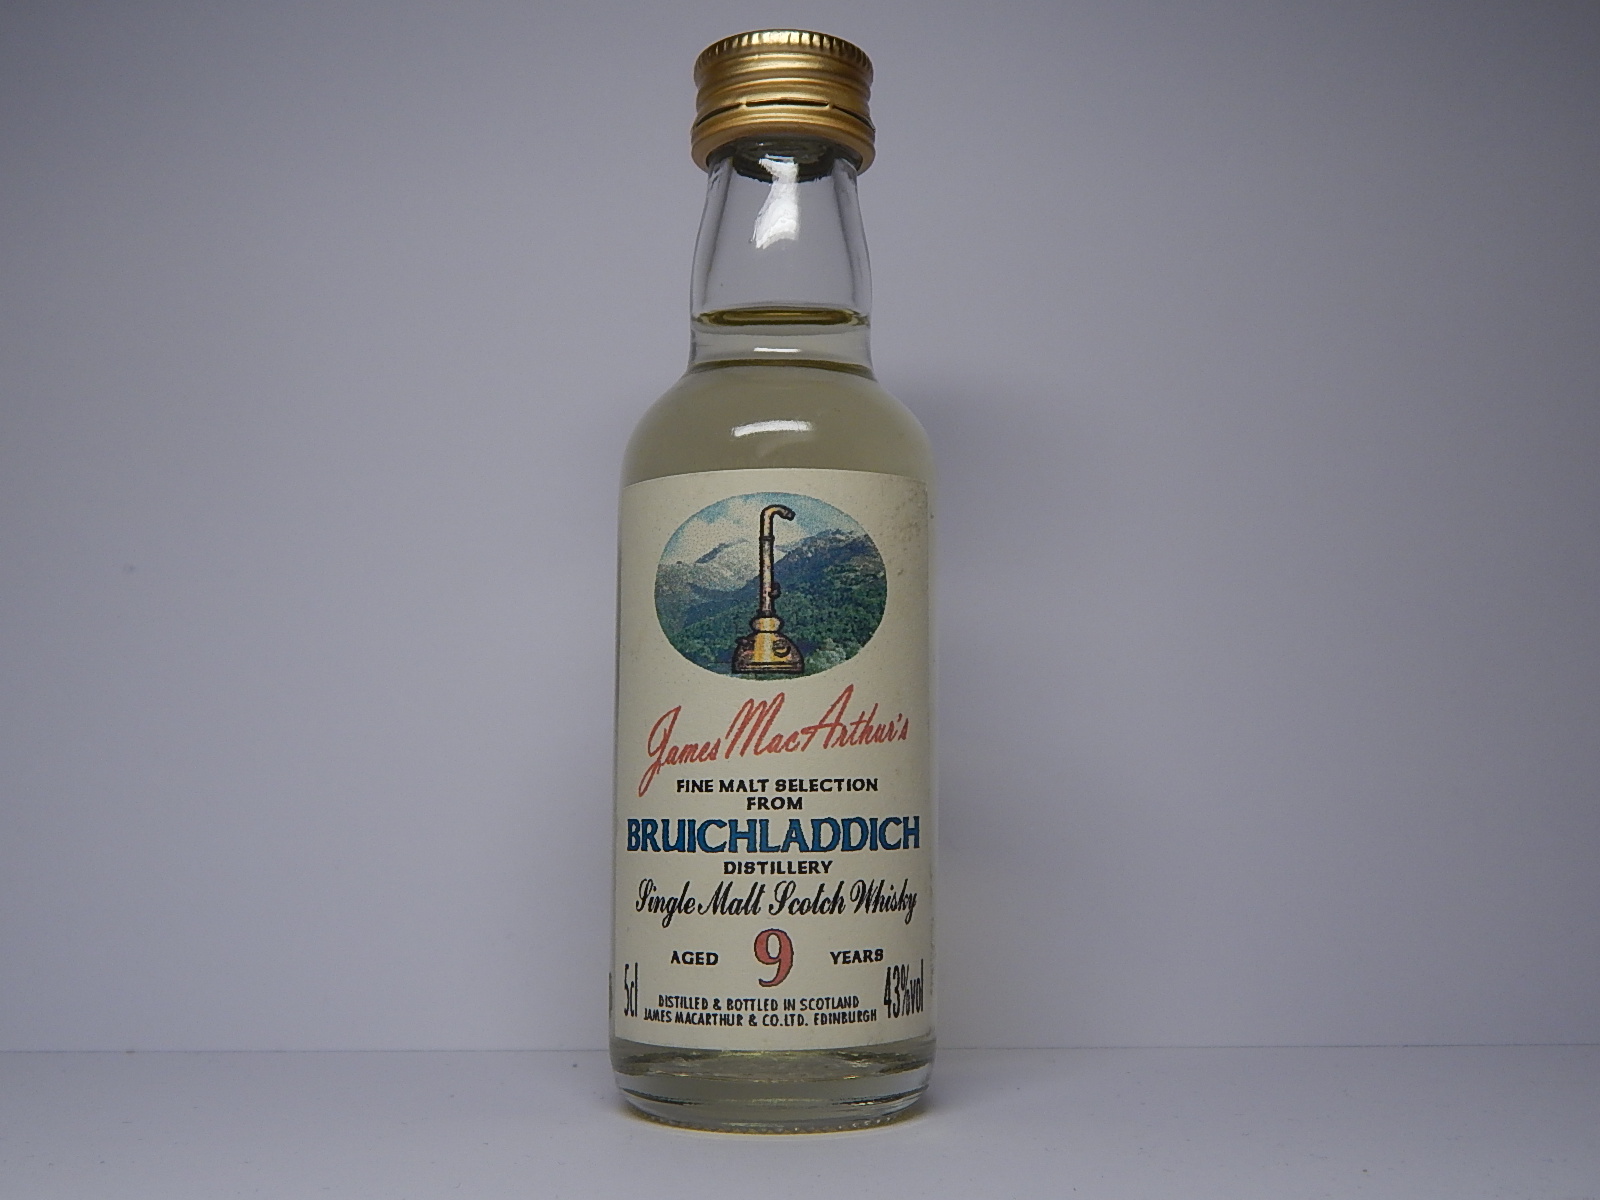 James MacArthur's
FINE MALT SELECTION
FROM
BRUICHLADDICH
DISTILLERY
Single Malt Scotch Whisky
AGED 9 YEARS
5cl 43%vol
DISTILLED & BOTTLED IN SCOTLAND
JAMES MACARTHUR & CO.LTD. EDINBURGH